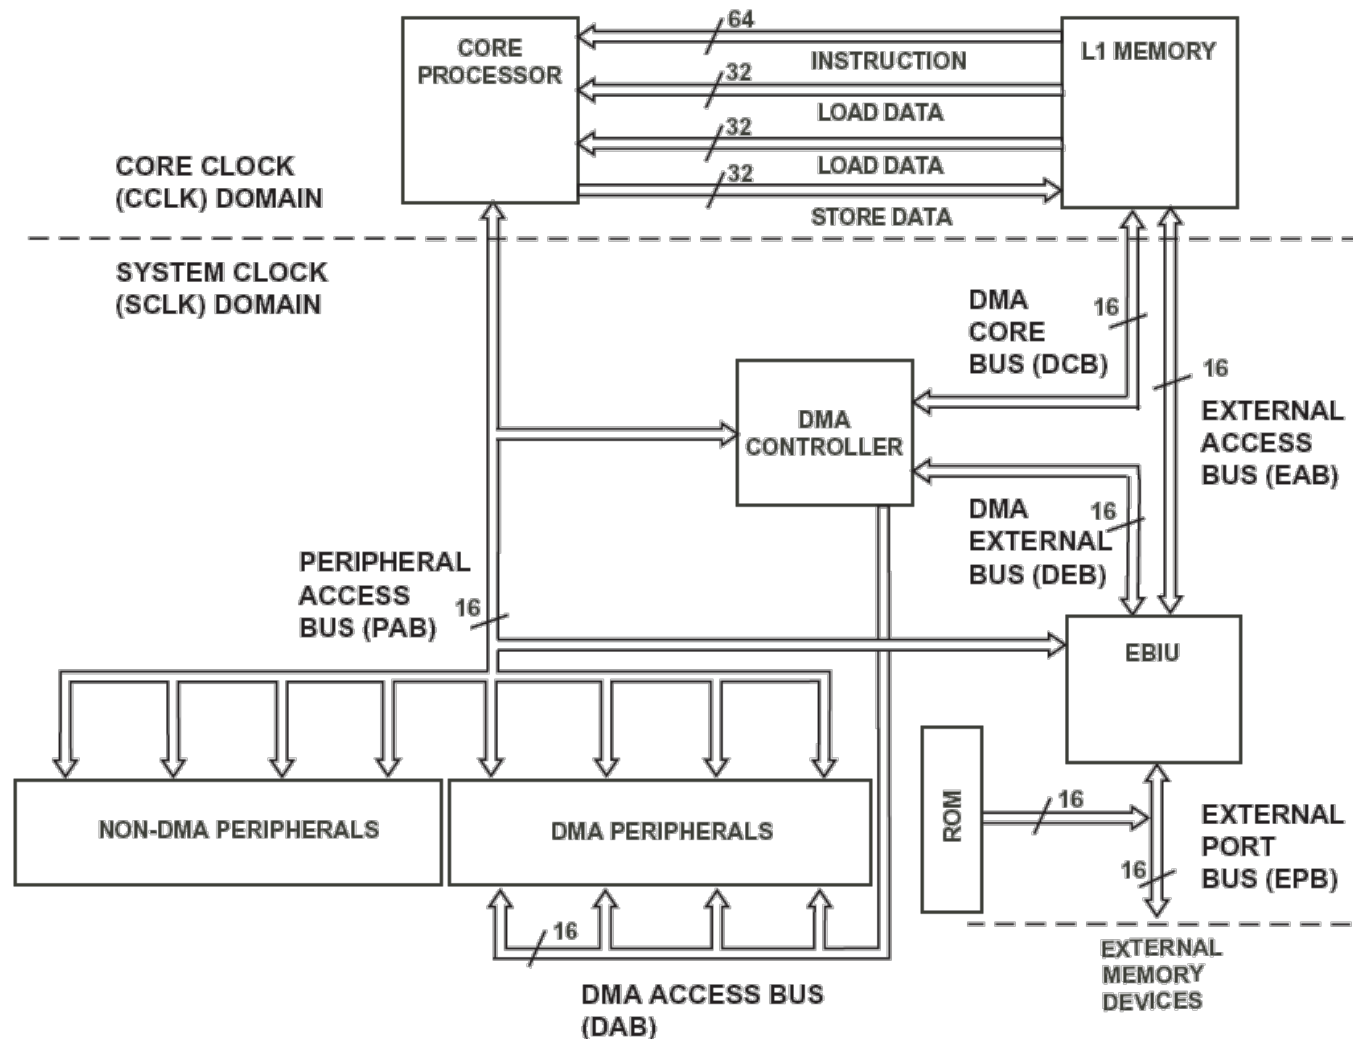 CORE
PROCESSOR
64
INSTRUCTION
32
LOAD DATA
32
LOAD DATA
32
STORE DATA
L1 MEMORY
CORE CLOCK
(CCLK) DOMAIN
SYSTEM CLOCK
(SCLK) DOMAIN
DMA
CORE
BUS (DCB)
16
16
EXTERNAL
ACCESS
BUS (EAB)
DMA
CONTROLLER
DMA
EXTERNAL
BUS (DEB)
16
PERIPHERAL
ACCESS
BUS (PAB)
16
EBIU
NON-DMA PERIPHERALS
DMA PERIPHERALS
ROM
16
EXTERNAL
PORT
BUS (EPB)
16
16
DMA ACCESS BUS
(DAB)
EXTERNAL
MEMORY
DEVICES